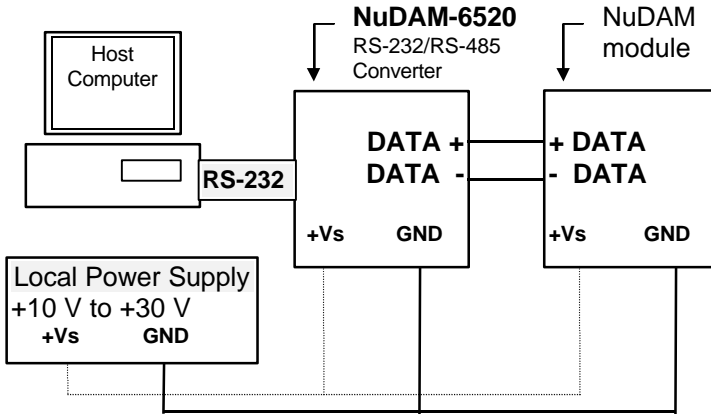 Host
Computer
NuDAM-6520
RS-232/RS-485
Converter
NuDAM
module
RS-232
DATA +
DATA -
+ DATA
- DATA
+Vs GND
+Vs GND
Local Power Supply
+10 V to +30 V
+Vs GND